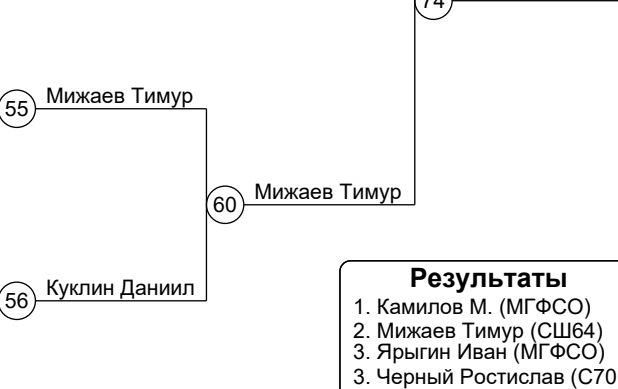 74
Мижаев Тимур
55
Мижаев Тимур
60
Куклин Даниил
56
Результаты
1. Камилов М. (МГФСО)
2. Мижаев Тимур (СШ64)
3. Ярыгин Иван (МГФСО)
3. Черный Ростислав (С70